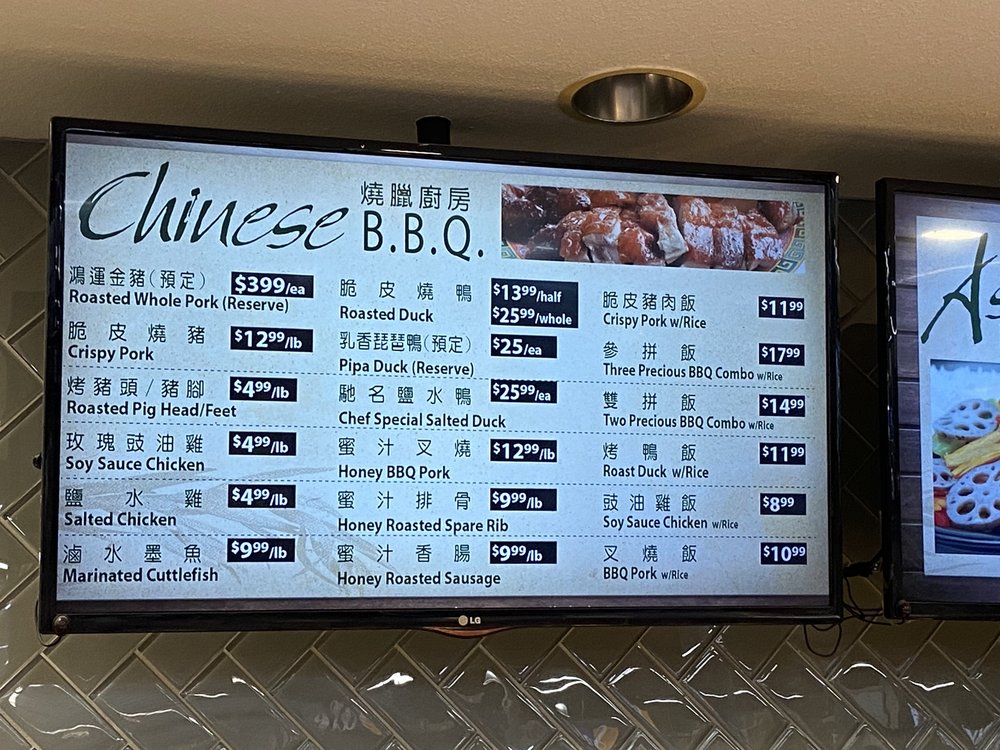 Chinese 燒臘廚房
B.B.Q.
鴻運金豬(預定)
Roasted Whole Pork (Reserve)
$399/ea
脆皮燒豬
Crispy Pork
$12.99/lb
烤豬頭/豬腳
Roasted Pig Head/Feet
$4.99/lb
玫瑰豉油雞
Soy Sauce Chicken
$4.99/lb
鹽水雞
Salted Chicken
$4.99/lb
滷水墨魚
Marinated Cuttlefish
$9.99/lb
脆皮燒鴨
Roasted Duck
$13.99/half
$25.99/whole
乳香琵琶鴨(預定)
Pipa Duck (Reserve)
$25/ea
馳名鹽水鴨
Chef Special Salted Duck
$25.99/ea
蜜汁叉燒
Honey BBQ Pork
$12.99/lb
蜜汁排骨
Honey Roasted Spare Rib
$9.99/lb
蜜汁香腸
Honey Roasted Sausage
$9.99/lb
脆皮豬肉飯
Crispy Pork w/Rice
$11.99
參拼飯
Three Precious BBQ Combo w/Rice
$17.99
雙拼飯
Two Precious BBQ Combo w/Rice
$14.99
烤鴨飯
Roast Duck w/Rice
$11.99
豉油雞飯
Soy Sauce Chicken w/Rice
$8.99
叉燒飯
BBQ Pork w/Rice
$10.99
LG